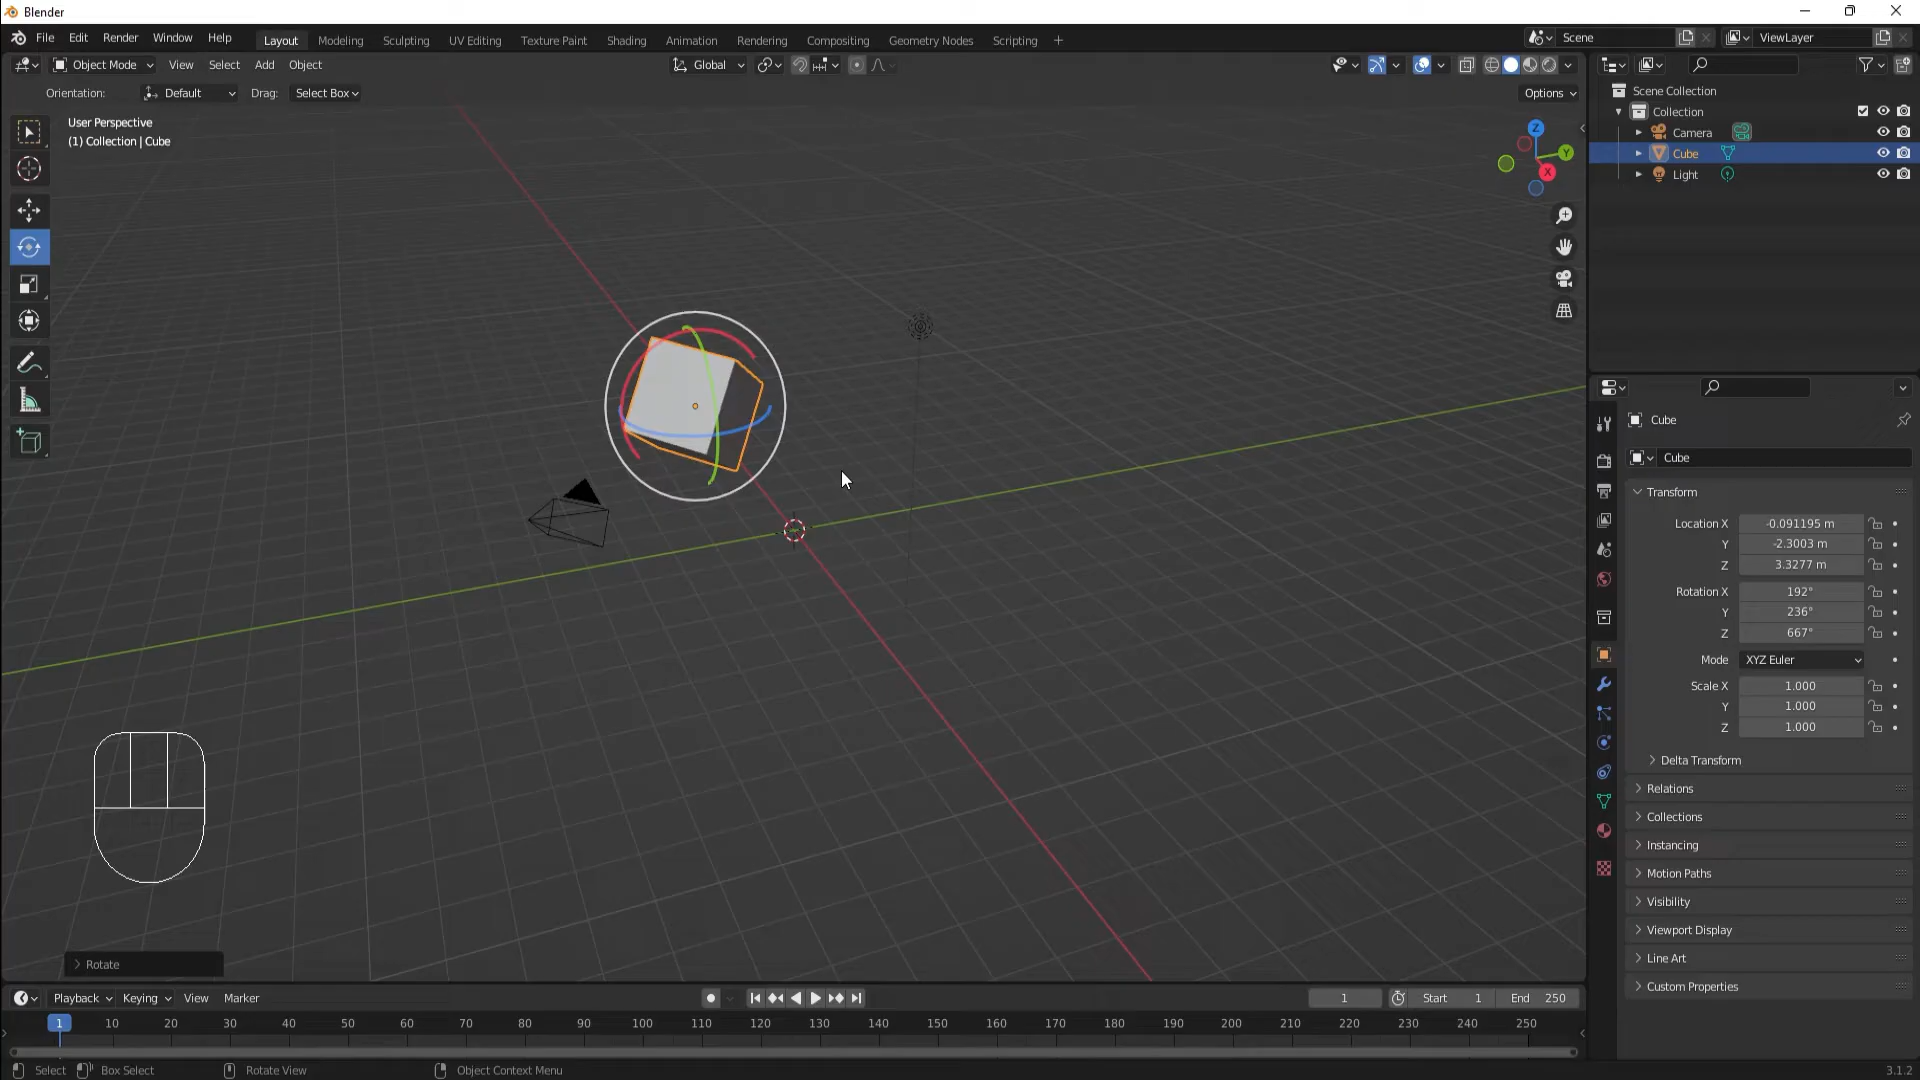 Blender
File Edit Render Window Help Layout Modeling Sculpting UV Editing Texture Paint Shading Animation Rendering Compositing Geometry Nodes Scripting + Scene ViewLayer
Object Mode View Select Add Object Global
Orientation: Default Drag: Select Box Options
User Perspective
(1) Collection | Cube
Z
Y
X
Scene Collection
Collection
Camera
Cube
Light
Cube
Cube
Transform
Location X -0.091195 m
Y -2.3003 m
Z 3.3277 m
Rotation X 192°
Y 236°
Z 667°
Mode XYZ Euler
Scale X 1.000
Y 1.000
Z 1.000
Delta Transform
Relations
Collections
Instancing
Motion Paths
Visibility
Viewport Display
Line Art
Custom Properties
Rotate
Playback Keying View Marker 1 Start 1 End 250
1 10 20 30 40 50 60 70 80 90 100 110 120 130 140 150 160 170 180 190 200 210 220 230 240 250
Select Box Select Rotate View Object Context Menu 3.1.2